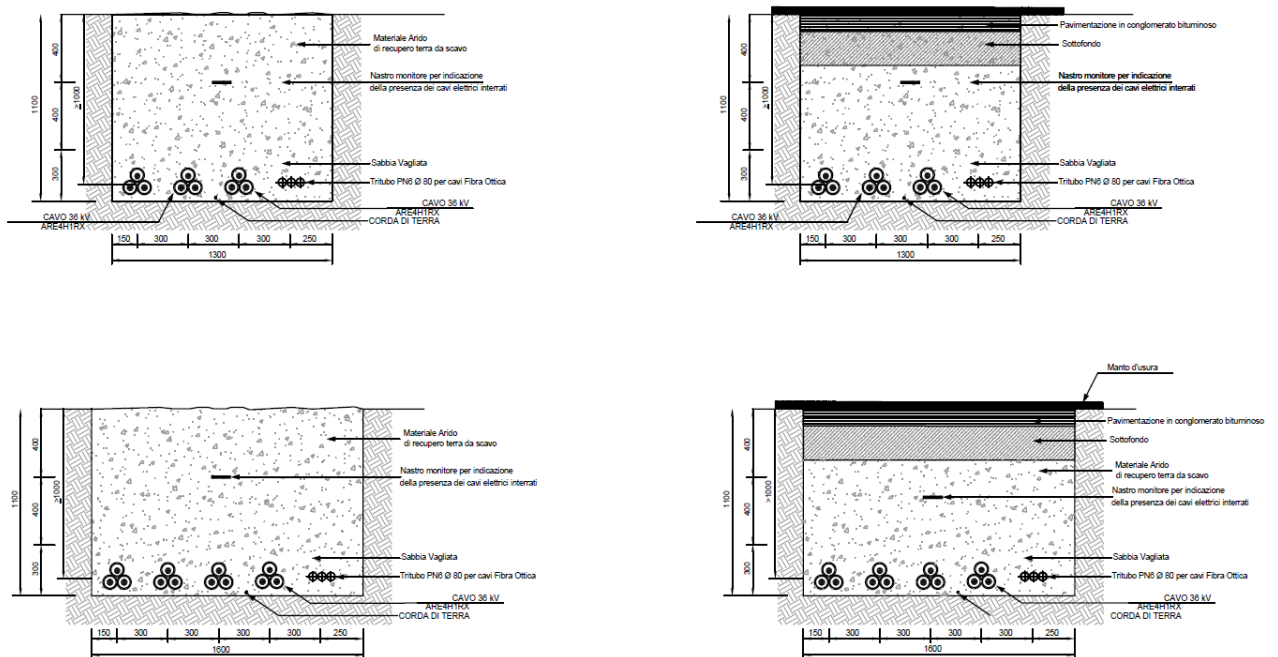 400
400
300
1100
≥1000
Materiale Arido
di recupero terra da scavo
Nastro monitore per indicazione
della presenza dei cavi elettrici interrati
Sabbia Vagliata
Tritubo PN6 Ø 80 per cavi Fibra Ottica
CAVO 36 kV
ARE4H1RX
CAVO 36 kV
ARE4H1RX
CORDA DI TERRA
150 300 300 300 250
1300
400
400
300
1100
≥1000
Pavimentazione in conglomerato bituminoso
Sottofondo
Nastro monitore per indicazione
della presenza dei cavi elettrici interrati
Sabbia Vagliata
Tritubo PN6 Ø 80 per cavi Fibra Ottica
CAVO 36 kV
ARE4H1RX
CAVO 36 kV
ARE4H1RX
CORDA DI TERRA
150 300 300 300 250
1300
400
400
300
1100
≥1000
Materiale Arido
di recupero terra da scavo
Nastro monitore per indicazione
della presenza dei cavi elettrici interrati
Sabbia Vagliata
Tritubo PN6 Ø 80 per cavi Fibra Ottica
CAVO 36 kV
ARE4H1RX
CORDA DI TERRA
150 300 300 300 300 250
1600
Manto d'usura
400
400
300
1100
≥1000
Pavimentazione in conglomerato bituminoso
Sottofondo
Materiale Arido
di recupero terra da scavo
Nastro monitore per indicazione
della presenza dei cavi elettrici interrati
Sabbia Vagliata
Tritubo PN6 Ø 80 per cavi Fibra Ottica
CAVO 36 kV
ARE4H1RX
CORDA DI TERRA
150 300 300 300 300 250
1600